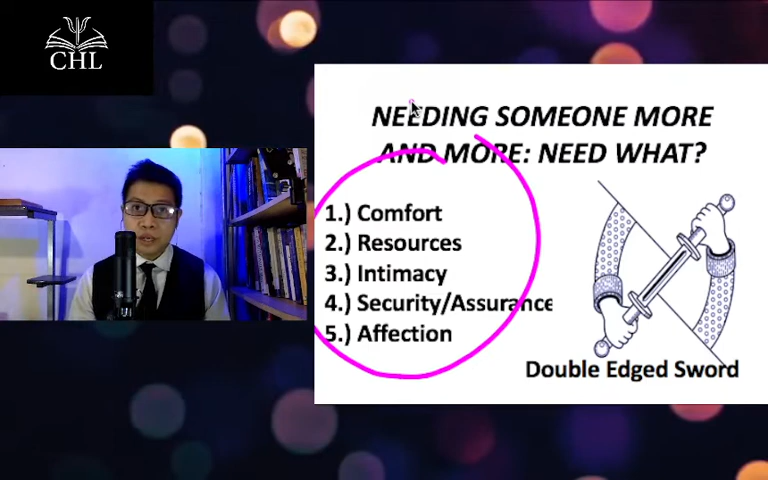 CHL
NEEDING SOMEONE MORE
AND MORE: NEED WHAT?
1.) Comfort
2.) Resources
3.) Intimacy
4.) Security/Assurance
5.) Affection
Double Edged Sword